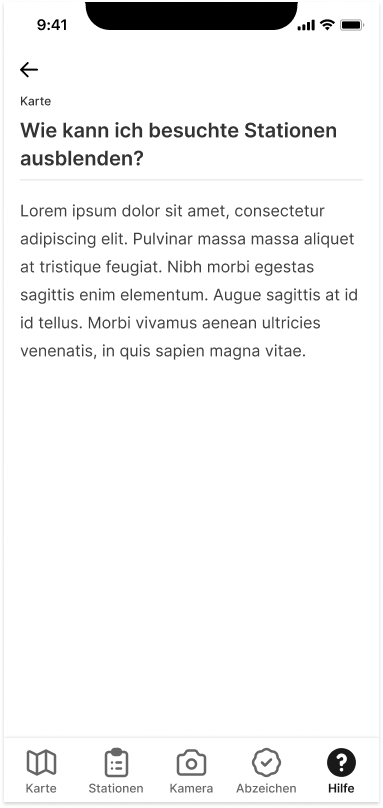 9:41
Karte
Wie kann ich besuchte Stationen
ausblenden?
Lorem ipsum dolor sit amet, consectetur
adipiscing elit. Pulvinar massa massa aliquet
at tristique feugiat. Nibh morbi egestas
sagittis enim elementum. Augue sagittis at id
id tellus. Morbi vivamus aenean ultricies
venenatis, in quis sapien magna vitae.
Karte Stationen Kamera Abzeichen Hilfe